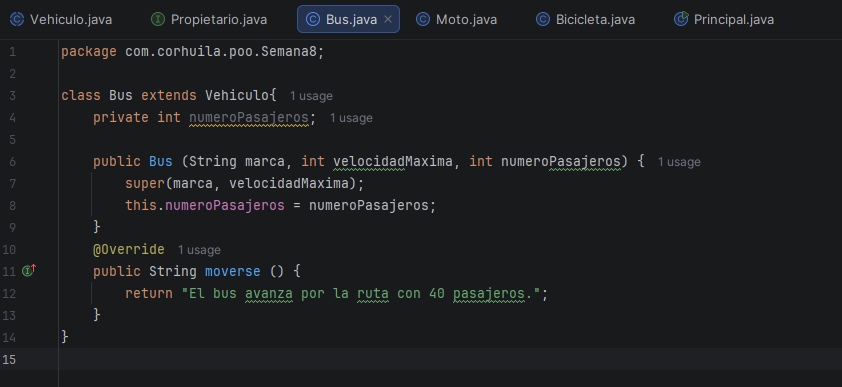 Vehiculo.java Propietario.java Bus.java × Moto.java Bicicleta.java Principal.java
1 package com.corhuila.poo.Semana8;
2
3 class Bus extends Vehiculo{ 1 usage
4 private int numeroPasajeros; 1 usage
5
6 public Bus (String marca, int velocidadMaxima, int numeroPasajeros) { 1 usage
7 super(marca, velocidadMaxima);
8 this.numeroPasajeros = numeroPasajeros;
9 }
10 @Override 1 usage
11 public String moverse () {
12 return "El bus avanza por la ruta con 40 pasajeros.";
13 }
14 }
15